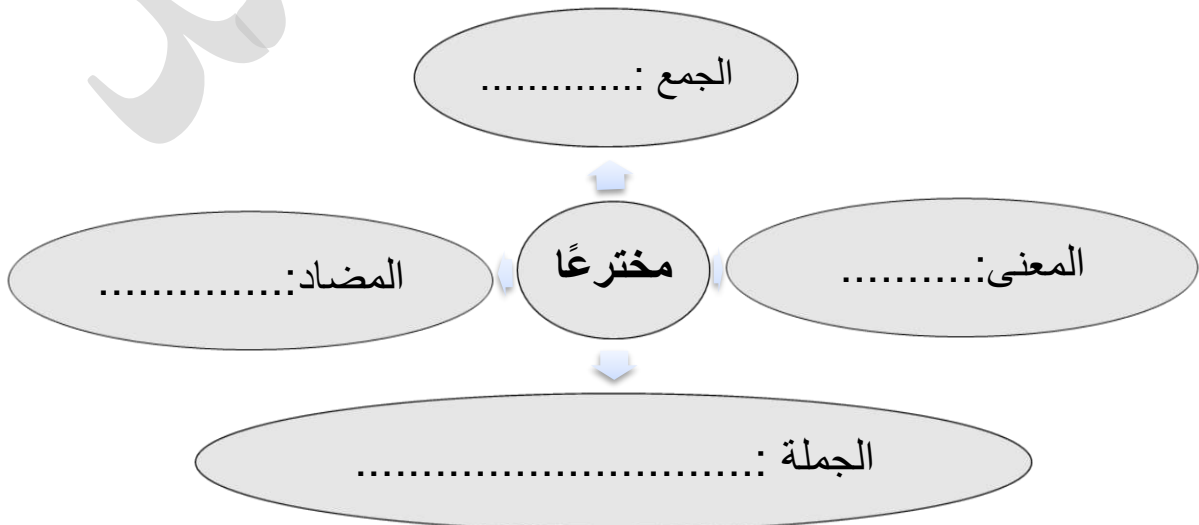 الجمع :.............
المعنى:...........
مخترعًا
المضاد:...............
الجملة :..............................